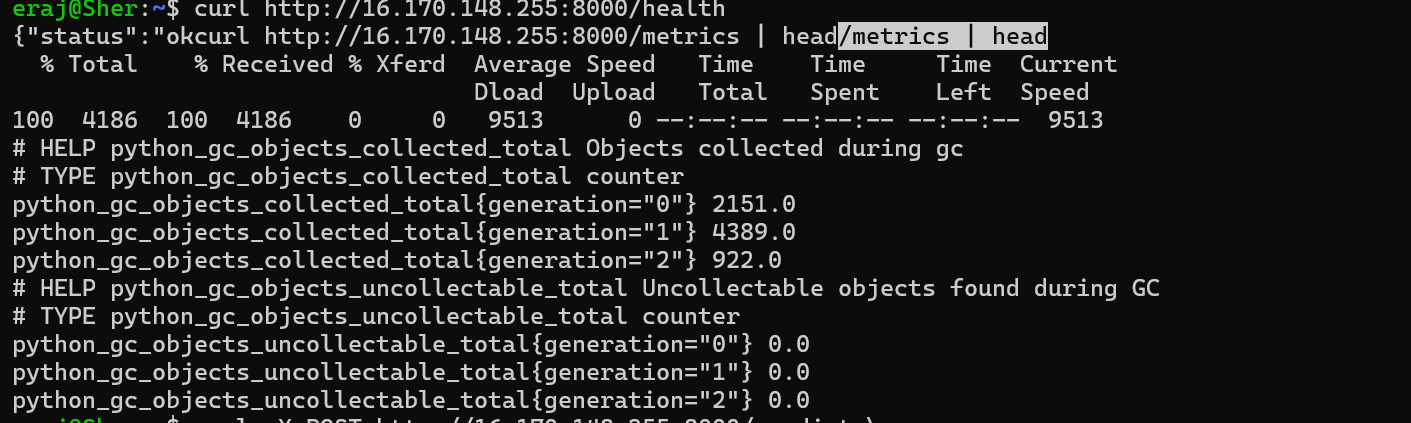 eraj@Sher:~$ curl http://16.170.148.255:8000/health
{"status":"okcurl http://16.170.148.255:8000/metrics | head/metrics | head
  % Total    % Received % Xferd  Average Speed   Time    Time     Time  Current
                                 Dload  Upload   Total   Spent    Left  Speed
100  4186  100  4186    0     0   9513      0 --:--:-- --:--:-- --:--:--  9513
# HELP python_gc_objects_collected_total Objects collected during gc
# TYPE python_gc_objects_collected_total counter
python_gc_objects_collected_total{generation="0"} 2151.0
python_gc_objects_collected_total{generation="1"} 4389.0
python_gc_objects_collected_total{generation="2"} 922.0
# HELP python_gc_objects_uncollectable_total Uncollectable objects found during GC
# TYPE python_gc_objects_uncollectable_total counter
python_gc_objects_uncollectable_total{generation="0"} 0.0
python_gc_objects_uncollectable_total{generation="1"} 0.0
python_gc_objects_uncollectable_total{generation="2"} 0.0